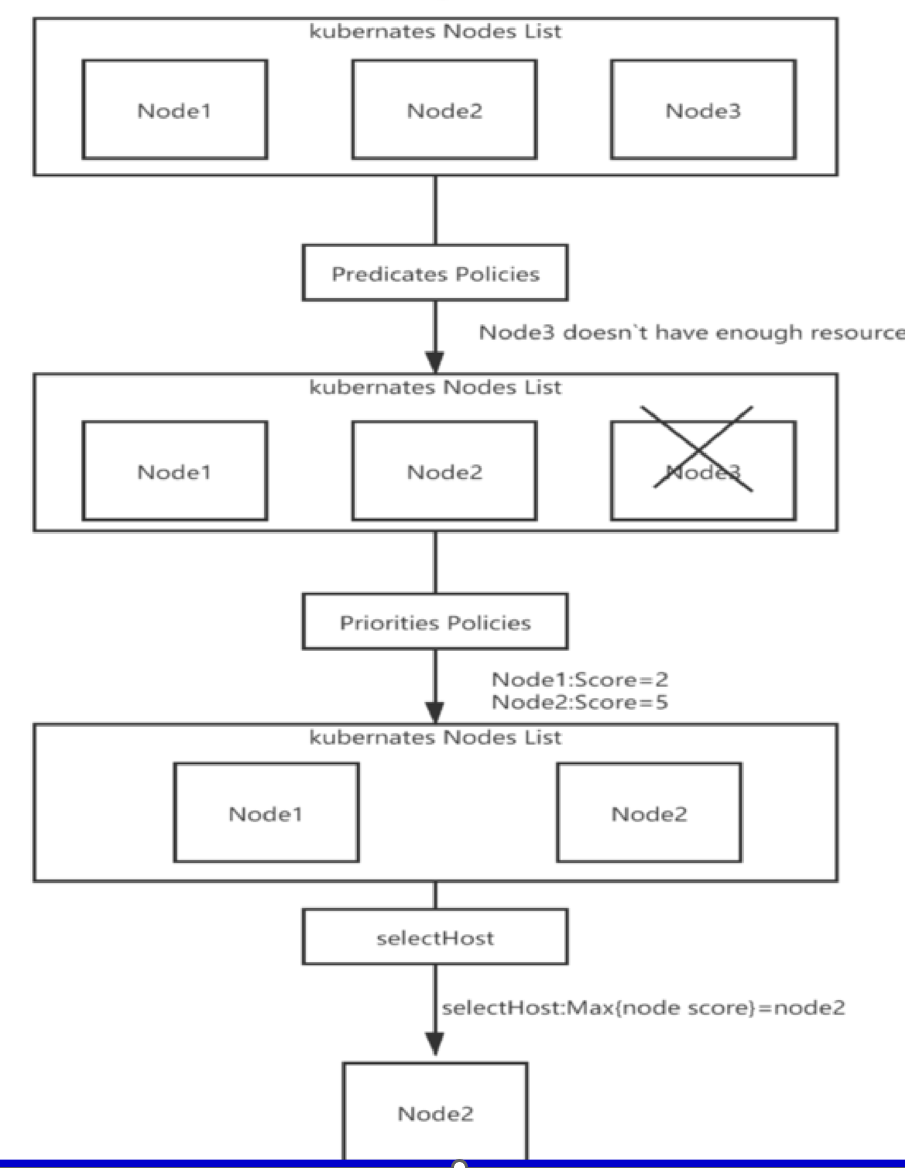 kubernates Nodes List
Node1
Node2
Node3
Predicates Policies
Node3 doesn`t have enough resource
kubernates Nodes List
Node1
Node2
Node3
Priorities Policies
Node1:Score=2
Node2:Score=5
kubernates Nodes List
Node1
Node2
selectHost
selectHost:Max{node score}=node2
Node2